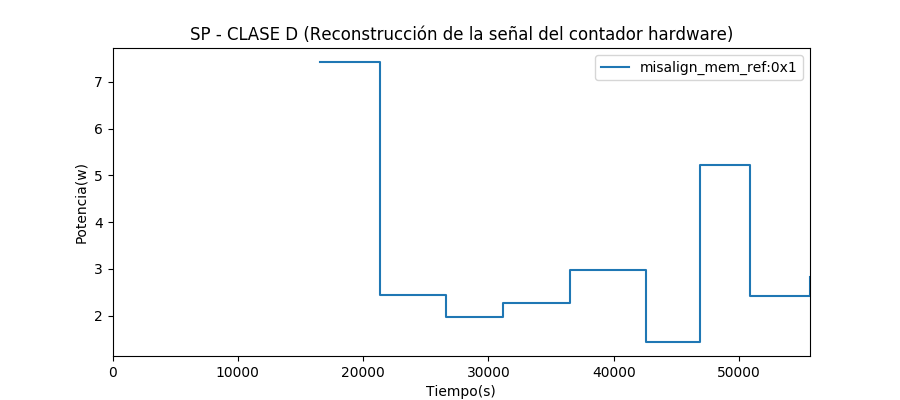 SP - CLASE D (Reconstrucción de la señal del contador hardware)
misalign_mem_ref:0x1
7
6
5
4
3
2
Potencia(w)
0 10000 20000 30000 40000 50000
Tiempo(s)